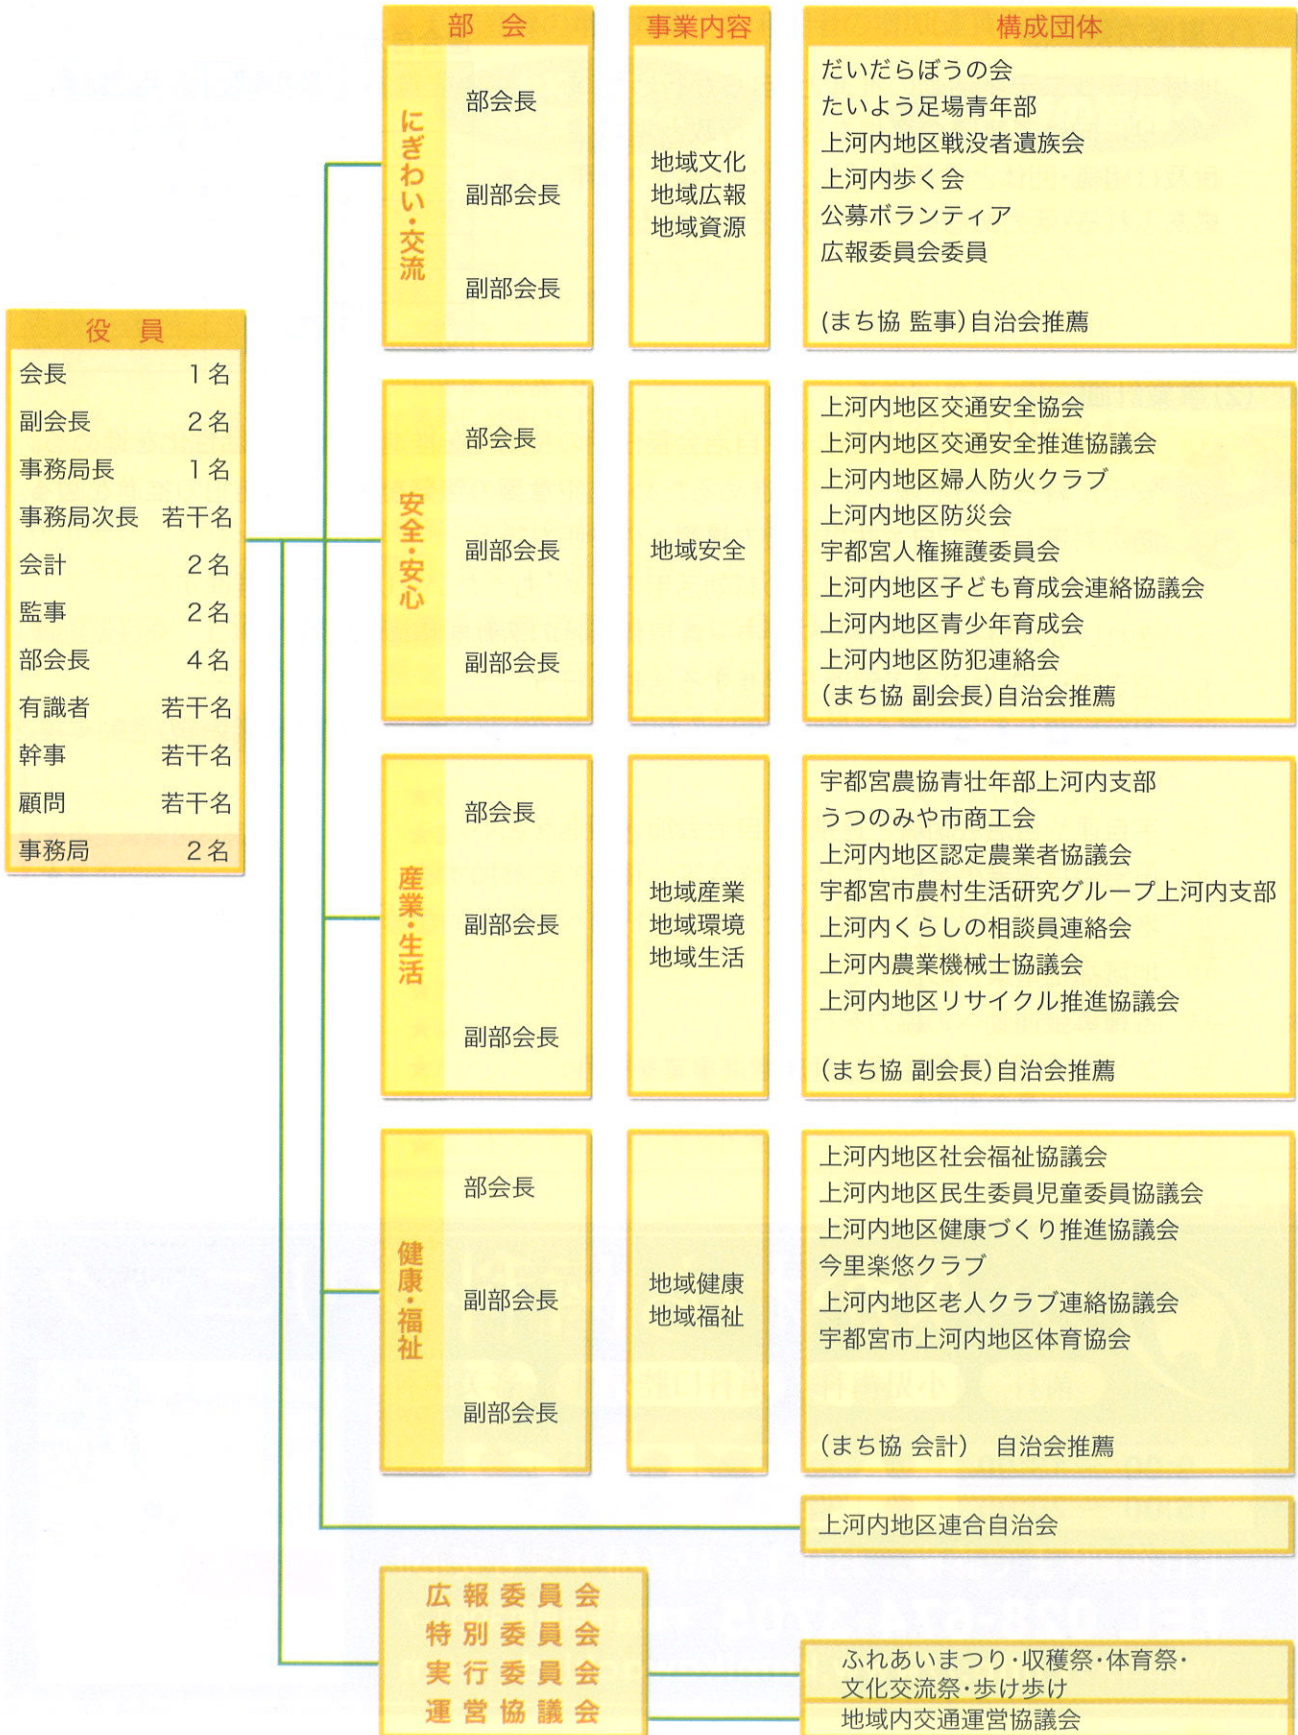 部 会
事業内容
構成団体
にぎわい・交流
部会長
副部会長
副部会長
地域文化
地域広報
地域資源
だいだらぼうの会
たいよう足場青年部
上河内地区戦没者遺族会
上河内歩く会
公募ボランティア
広報委員会委員
(まち協 監事)自治会推薦
役 員
会長 1名
副会長 2名
事務局長 1名
事務局次長 若干名
会計 2名
監事 2名
部会長 4名
有識者 若干名
幹事 若干名
顧問 若干名
事務局 2名
安全・安心
部会長
副部会長
副部会長
地域安全
上河内地区交通安全協会
上河内地区交通安全推進協議会
上河内地区婦人防火クラブ
上河内地区防災会
宇都宮人権擁護委員会
上河内地区子ども育成会連絡協議会
上河内地区青少年育成会
上河内地区防犯連絡会
(まち協 副会長)自治会推薦
産業・生活
部会長
副部会長
副部会長
地域産業
地域環境
地域生活
宇都宮農協青壮年部上河内支部
うつのみや市商工会
上河内地区認定農業者協議会
宇都宮市農村生活研究グループ上河内支部
上河内くらしの相談員連絡会
上河内農業機械士協議会
上河内地区リサイクル推進協議会
(まち協 副会長)自治会推薦
健康・福祉
部会長
副部会長
副部会長
地域健康
地域福祉
上河内地区社会福祉協議会
上河内地区民生委員児童委員協議会
上河内地区健康づくり推進協議会
今里楽悠クラブ
上河内地区老人クラブ連絡協議会
宇都宮市上河内地区体育協会
(まち協 会計) 自治会推薦
上河内地区連合自治会
広報委員会
特別委員会
実行委員会
運営協議会
ふれあいまつり・収穫祭・体育祭・
文化交流祭・歩け歩け
地域内交通運営協議会